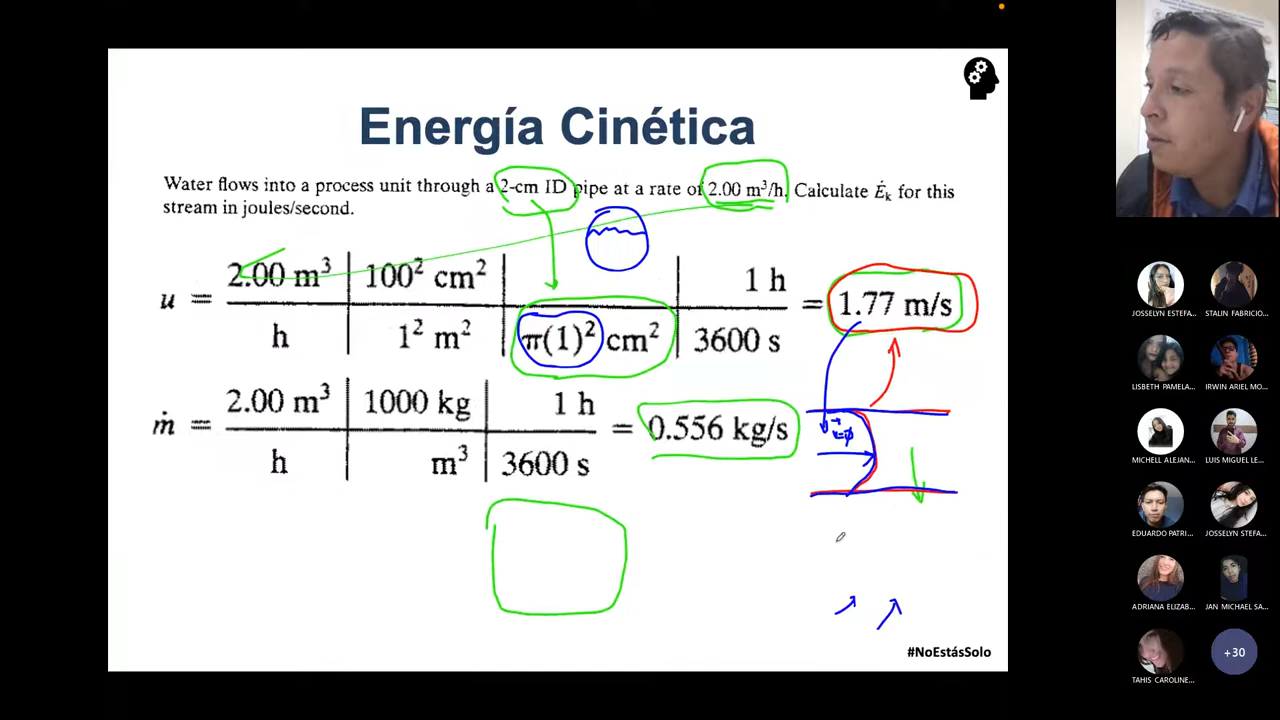 Energía Cinética
Water flows into a process unit through a 2-cm ID pipe at a rate of 2.00 m³/h. Calculate Ėₖ for this
stream in joules/second.
u = 2.00 m³ | 100² cm² | | 1 h = 1.77 m/s
h | 1² m² | π(1)² cm² | 3600 s
ṁ = 2.00 m³ | 1000 kg | 1 h = 0.556 kg/s
h | m³ | 3600 s
#NoEstásSolo
JOSSELYN ESTEFA...
STALIN FABRICIO...
LISBETH PAMELA...
IRWIN ARIEL MO...
MICHELL ALEJAN...
LUIS MIGUEL LE...
EDUARDO PATRI...
JOSSELYN STEFA...
ADRIANA ELIZAB...
JAN MICHAEL SA...
TAHIS CAROLINE...
+30